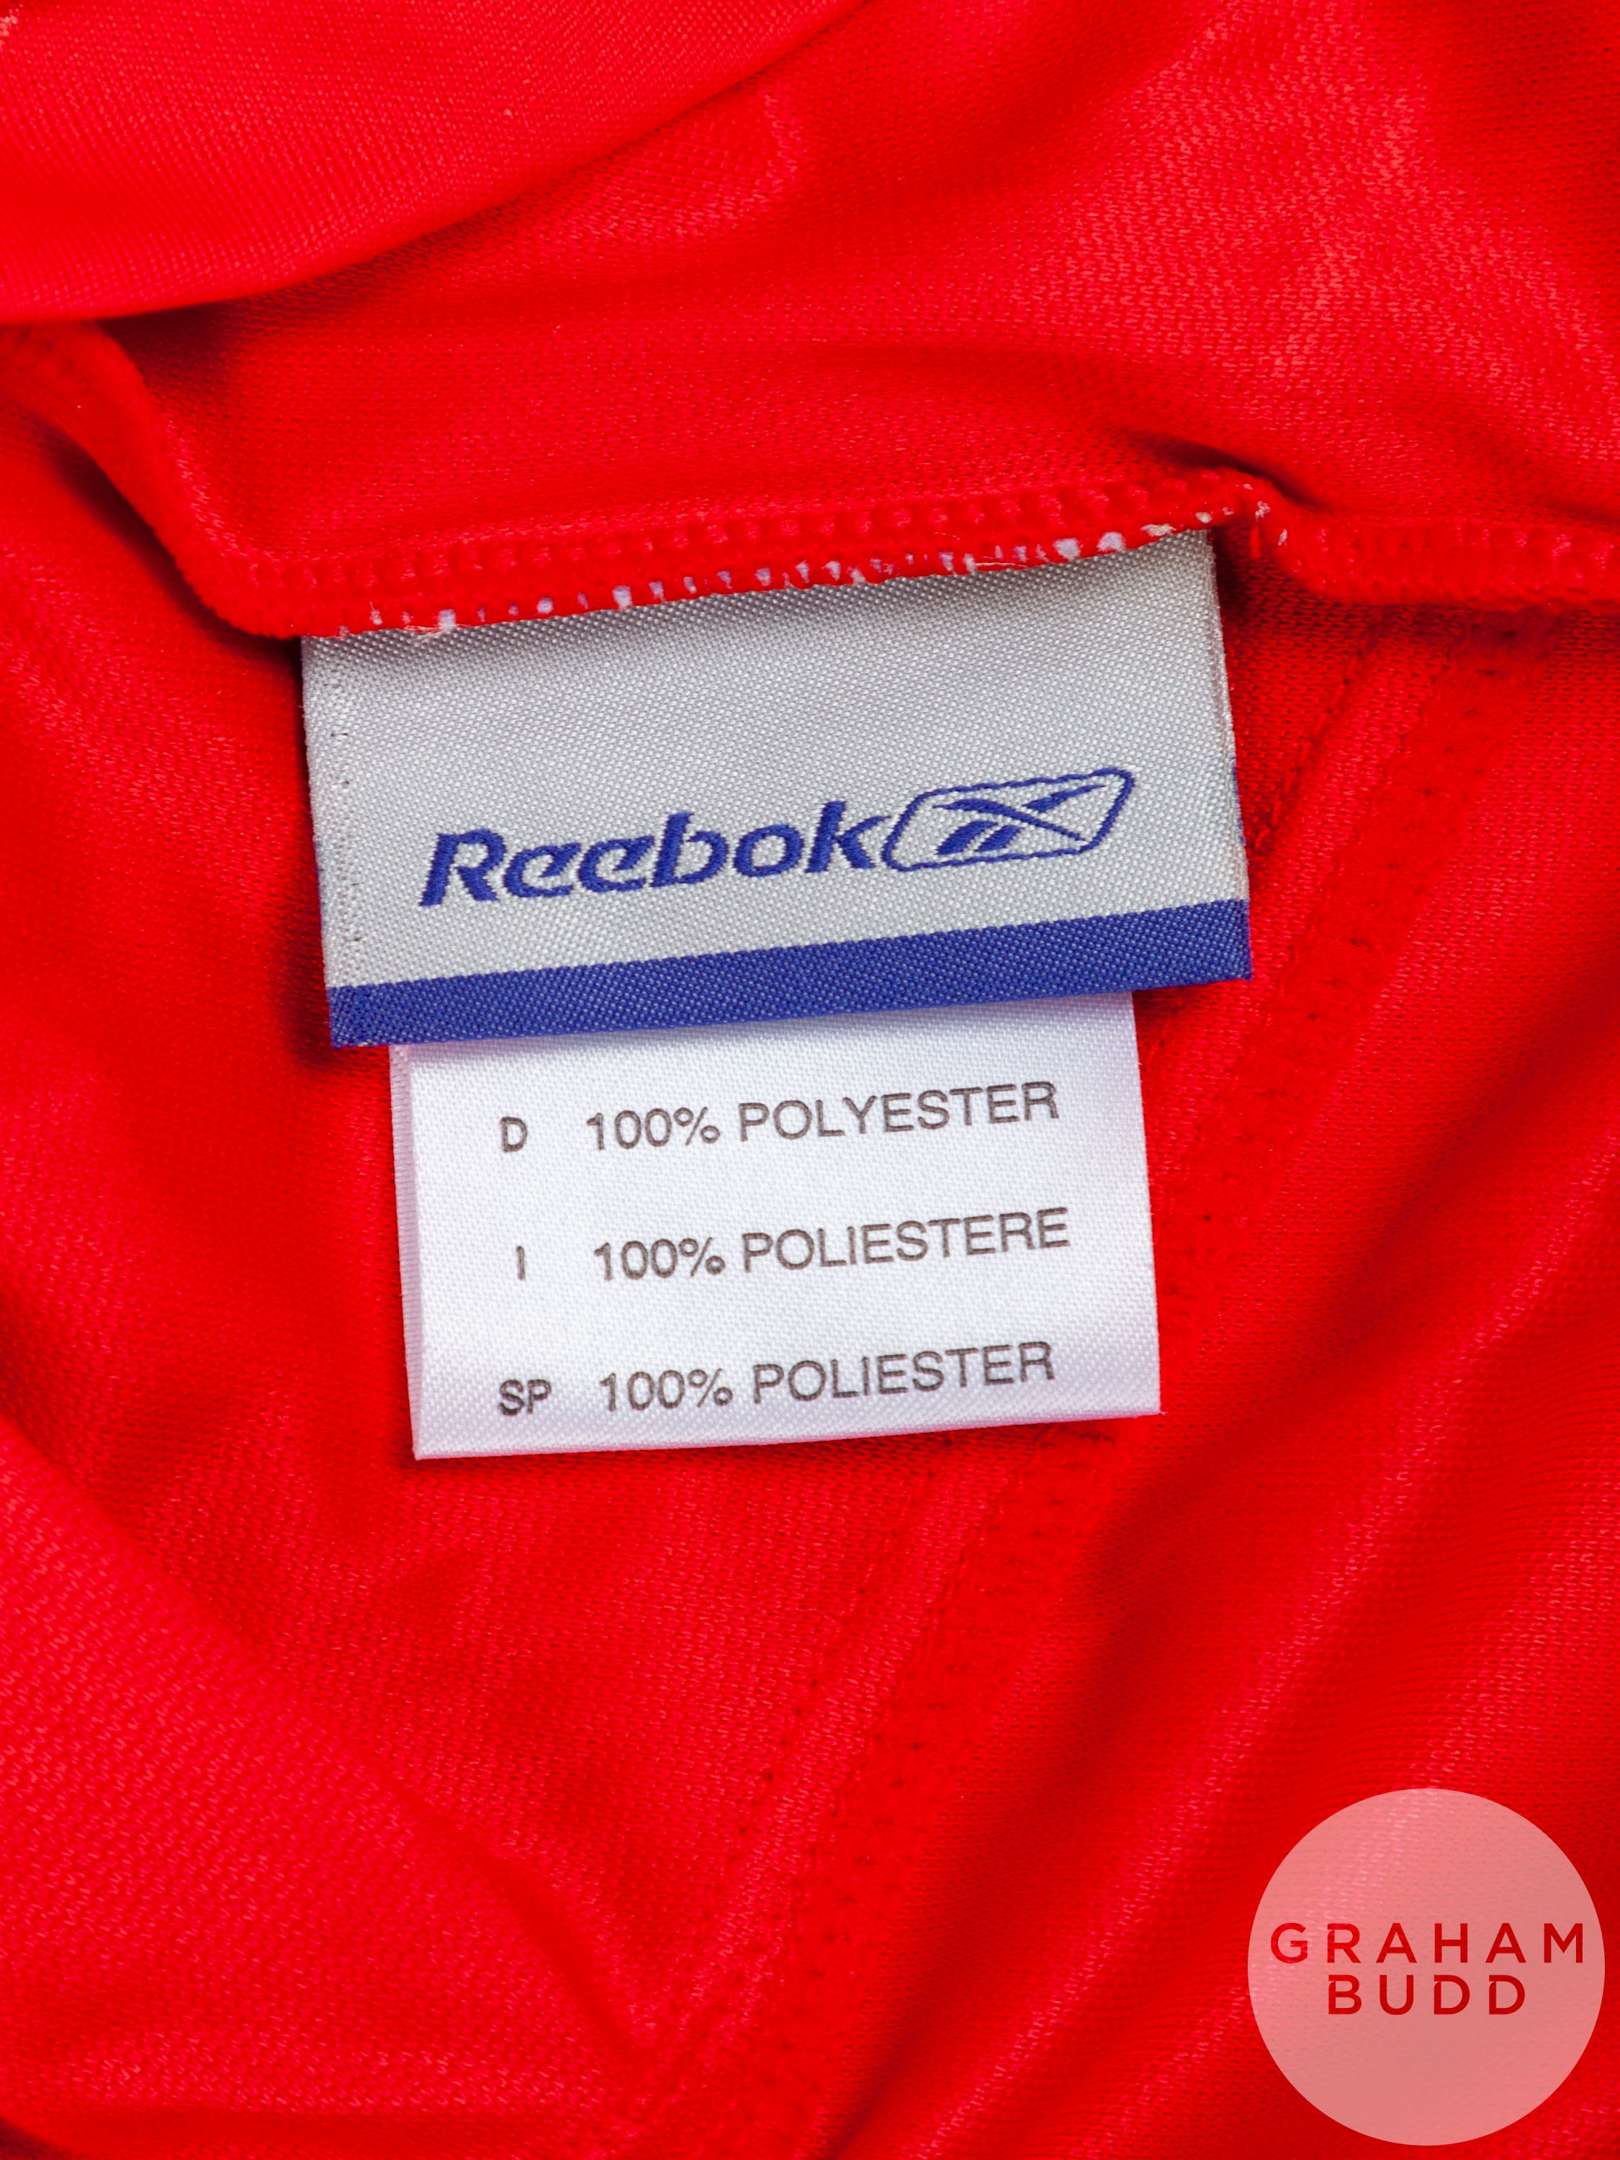 Reebok
D 100% POLYESTER
I 100% POLIESTERE
SP 100% POLIESTER
GRAHAM
BUDD